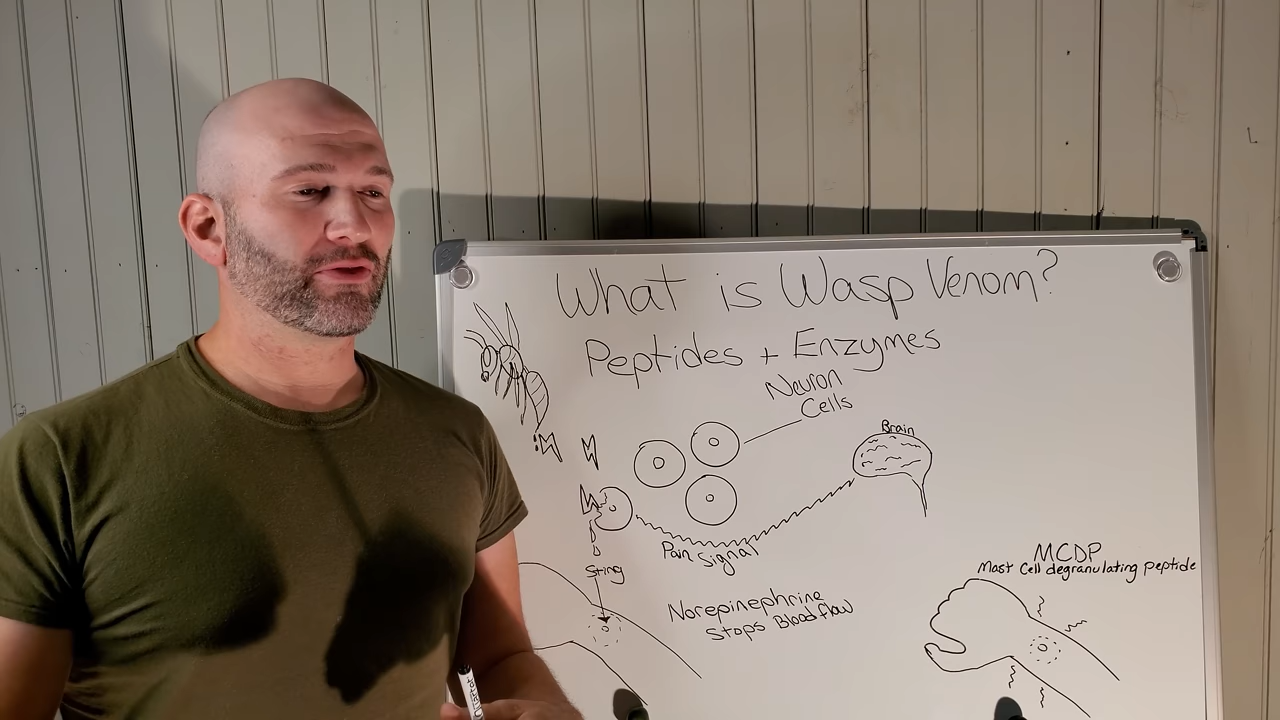 What is Wasp Venom?
Peptides + Enzymes
Neuron
Cells
Brain
Pain Signal
Sting
Norepinephrine
Stops Blood flow
MCDP
Mast Cell degranulating peptide